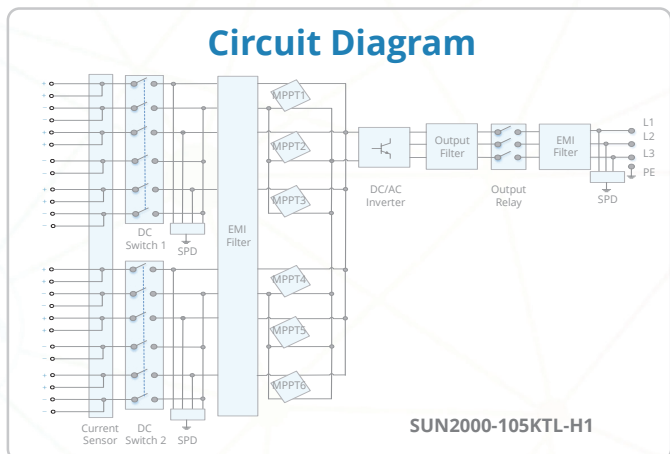 Circuit Diagram
MPPT1
MPPT2
MPPT3
MPPT4
MPPT5
MPPT6
DC
Switch 1
SPD
EMI
Filter
DC/AC
Inverter
Output
Filter
Output
Relay
EMI
Filter
L1
L2
L3
PE
SPD
Current
Sensor
DC
Switch 2
SPD
SUN2000-105KTL-H1